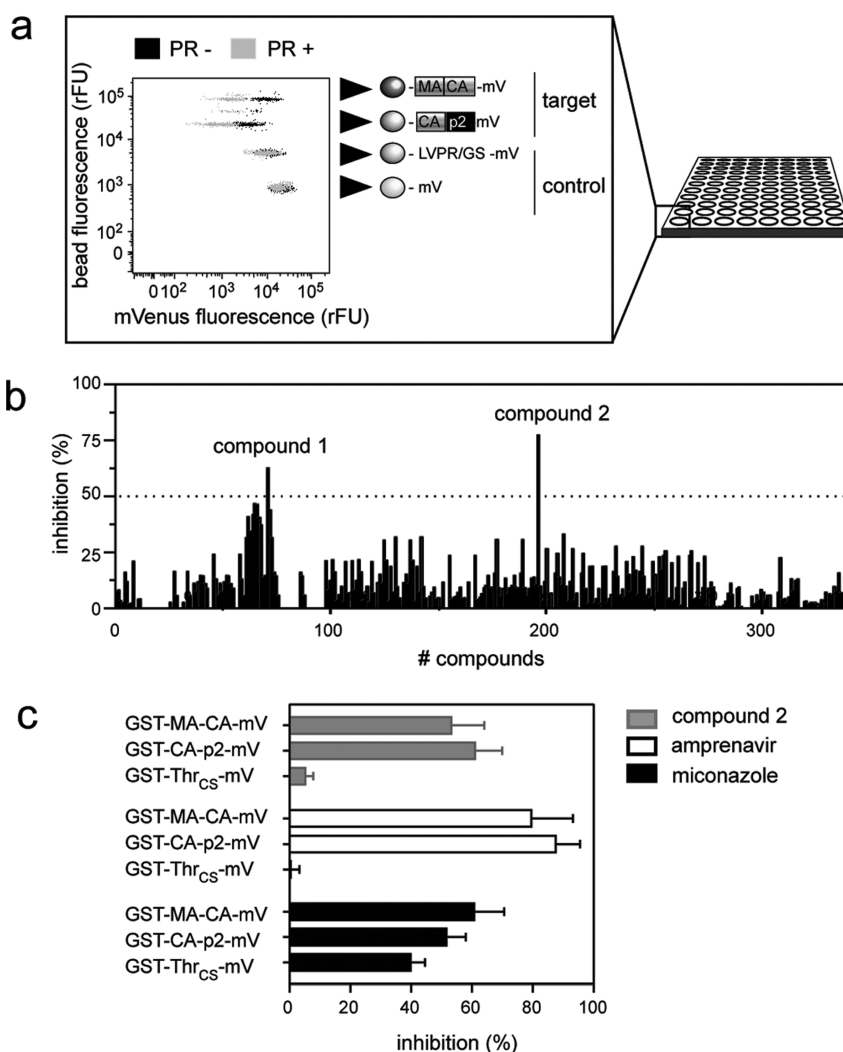 a
PR - PR +
bead fluorescence (rFU)
10^5
10^4
10^3
10^2
0
0 10^2 10^3 10^4 10^5
mVenus fluorescence (rFU)
- MA CA -mV
- CA p2 mV
- LVPR/GS -mV
- mV
target
control
b
inhibition (%)
100
75
50
25
0
compound 1
compound 2
0 100 200 300
# compounds
c
GST-MA-CA-mV
GST-CA-p2-mV
GST-Thr_CS-mV
GST-MA-CA-mV
GST-CA-p2-mV
GST-Thr_CS-mV
GST-MA-CA-mV
GST-CA-p2-mV
GST-Thr_CS-mV
0 20 40 60 80 100
inhibition (%)
compound 2
amprenavir
miconazole